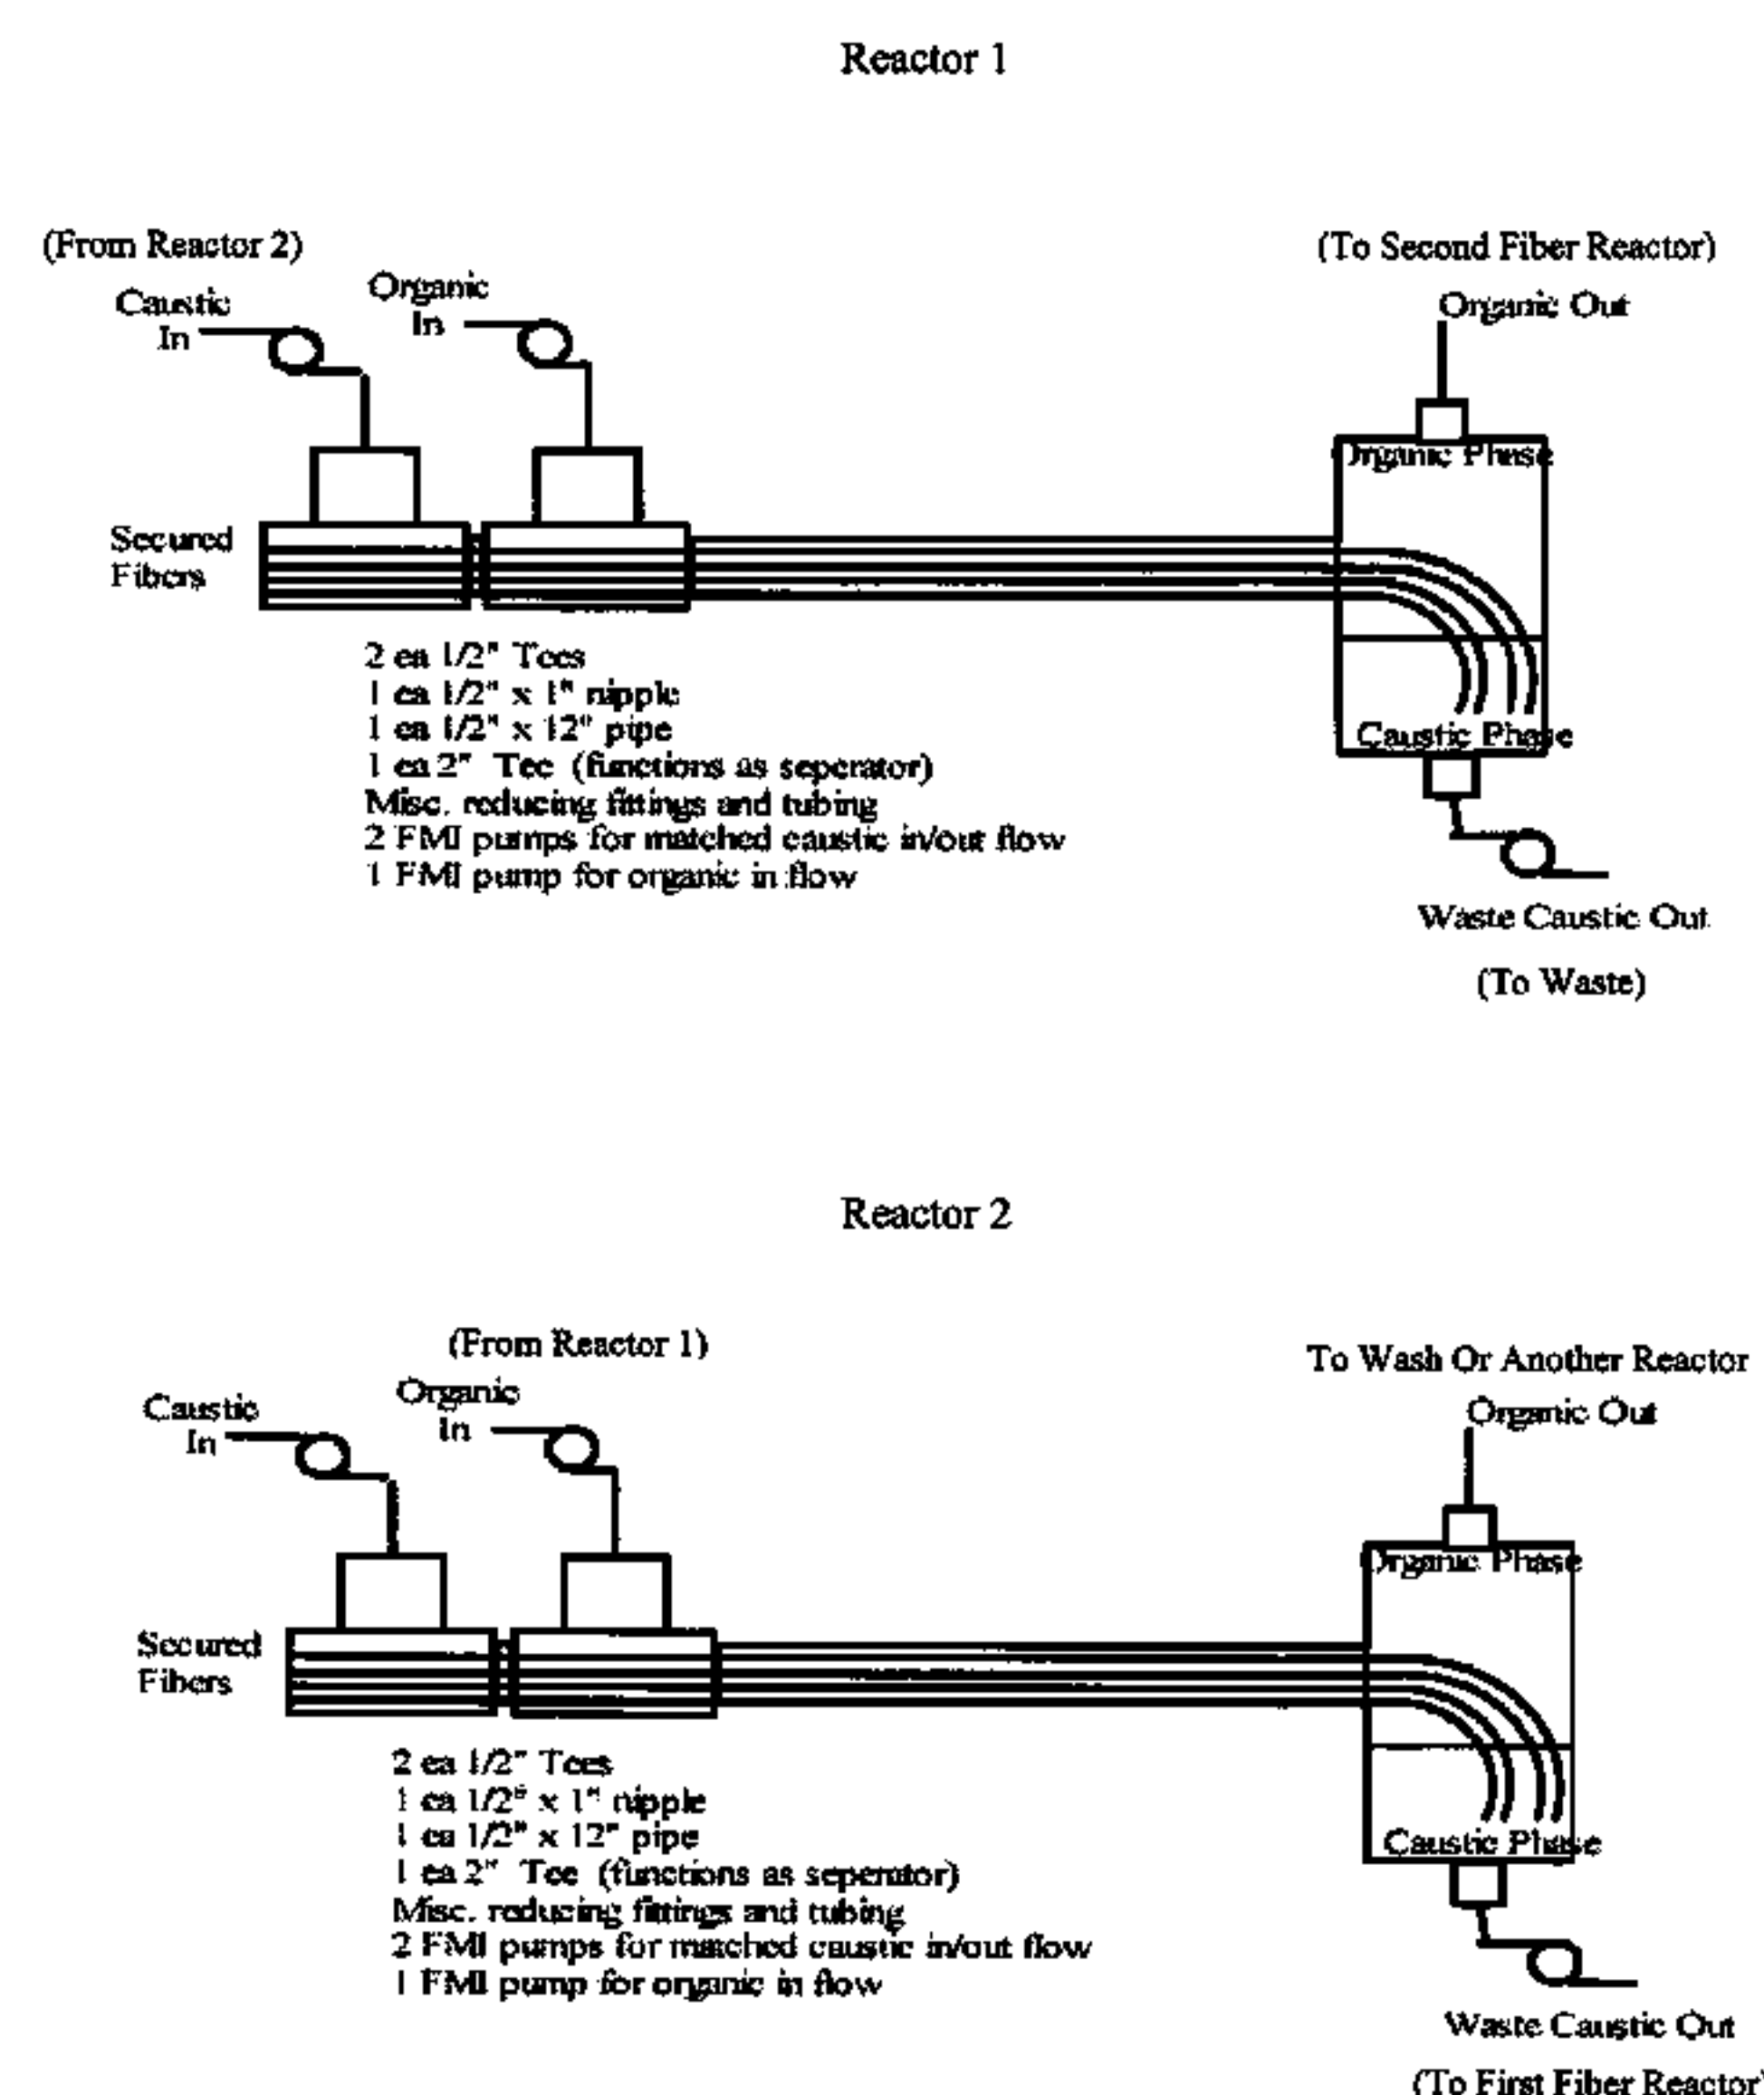 Reactor 1
(From Reactor 2)
Caustic
In
Organic
In
(To Second Fiber Reactor)
Organic Out
Organic Phase
Secured
Fibers
2 ea 1/2" Tees
1 ea 1/2" x 1" nipple
1 ea 1/2" x 12" pipe
1 ea 2" Tee (functions as seperator)
Misc. reducing fittings and tubing
2 FMI pumps for matched caustic in/out flow
1 FMI pump for organic in flow
Caustic Phase
Waste Caustic Out
(To Waste)
Reactor 2
(From Reactor 1)
Caustic
In
Organic
In
To Wash Or Another Reactor
Organic Out
Organic Phase
Secured
Fibers
2 ea 1/2" Tees
1 ea 1/2" x 1" nipple
1 ea 1/2" x 12" pipe
1 ea 2" Tee (functions as seperator)
Misc. reducing fittings and tubing
2 FMI pumps for matched caustic in/out flow
1 FMI pump for organic in flow
Caustic Phase
Waste Caustic Out
(To First Fiber Reactor)